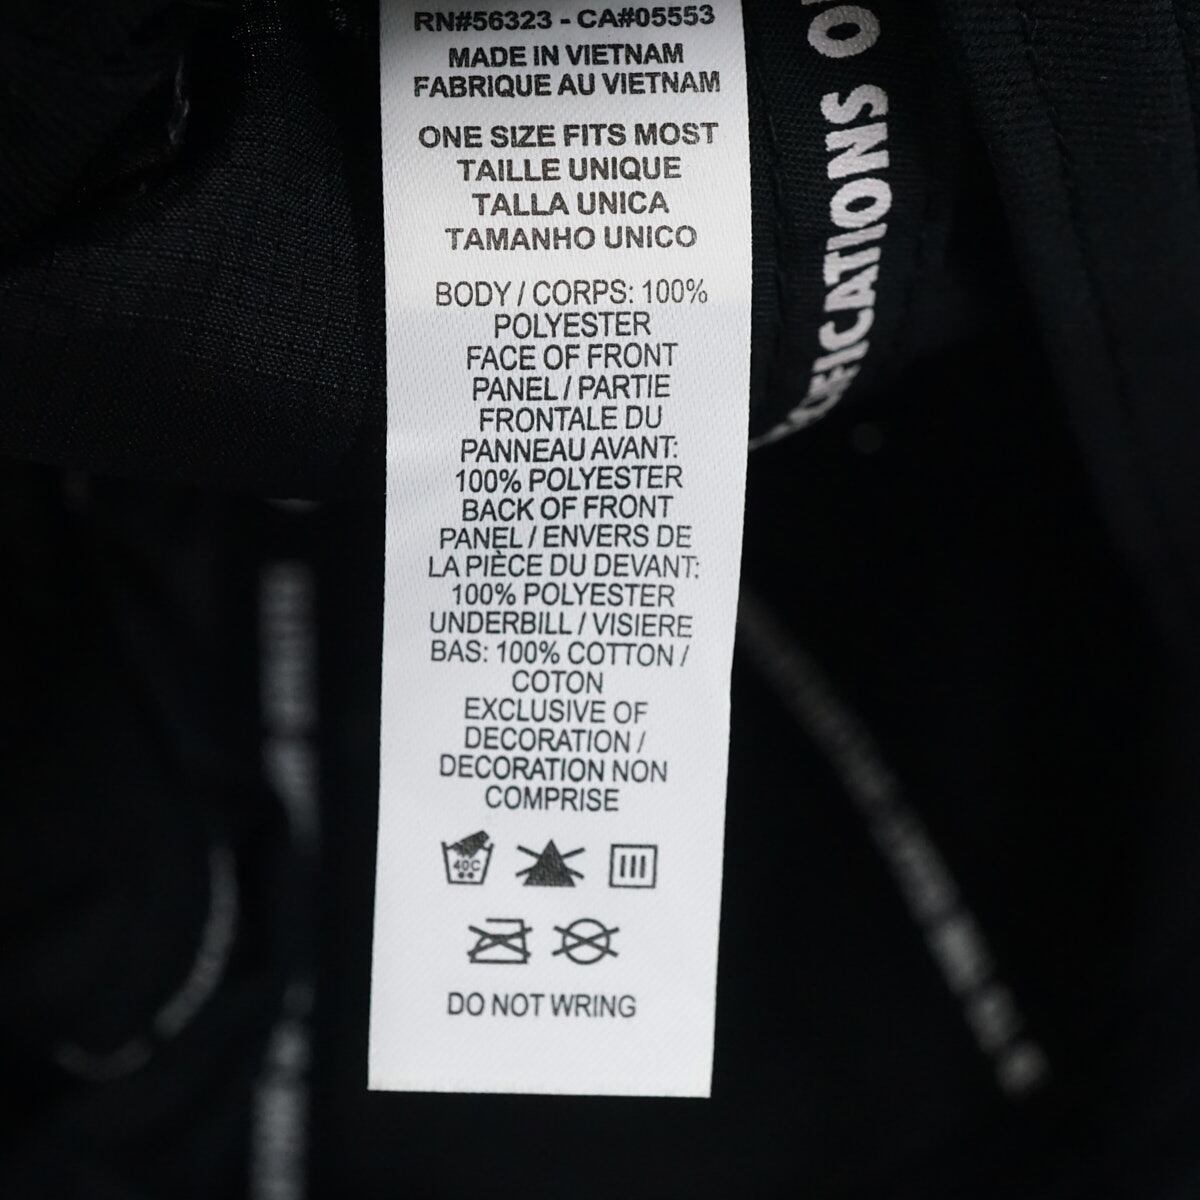 RN#56323 - CA#05553
MADE IN VIETNAM
FABRIQUE AU VIETNAM
ONE SIZE FITS MOST
TAILLE UNIQUE
TALLA UNICA
TAMANHO UNICO
BODY / CORPS: 100%
POLYESTER
FACE OF FRONT
PANEL / PARTIE
FRONTALE DU
PANNEAU AVANT:
100% POLYESTER
BACK OF FRONT
PANEL / ENVERS DE
LA PIÈCE DU DEVANT:
100% POLYESTER
UNDERBILL / VISIERE
BAS: 100% COTTON /
COTON
EXCLUSIVE OF
DECORATION /
DECORATION NON
COMPRISE
40C
DO NOT WRING